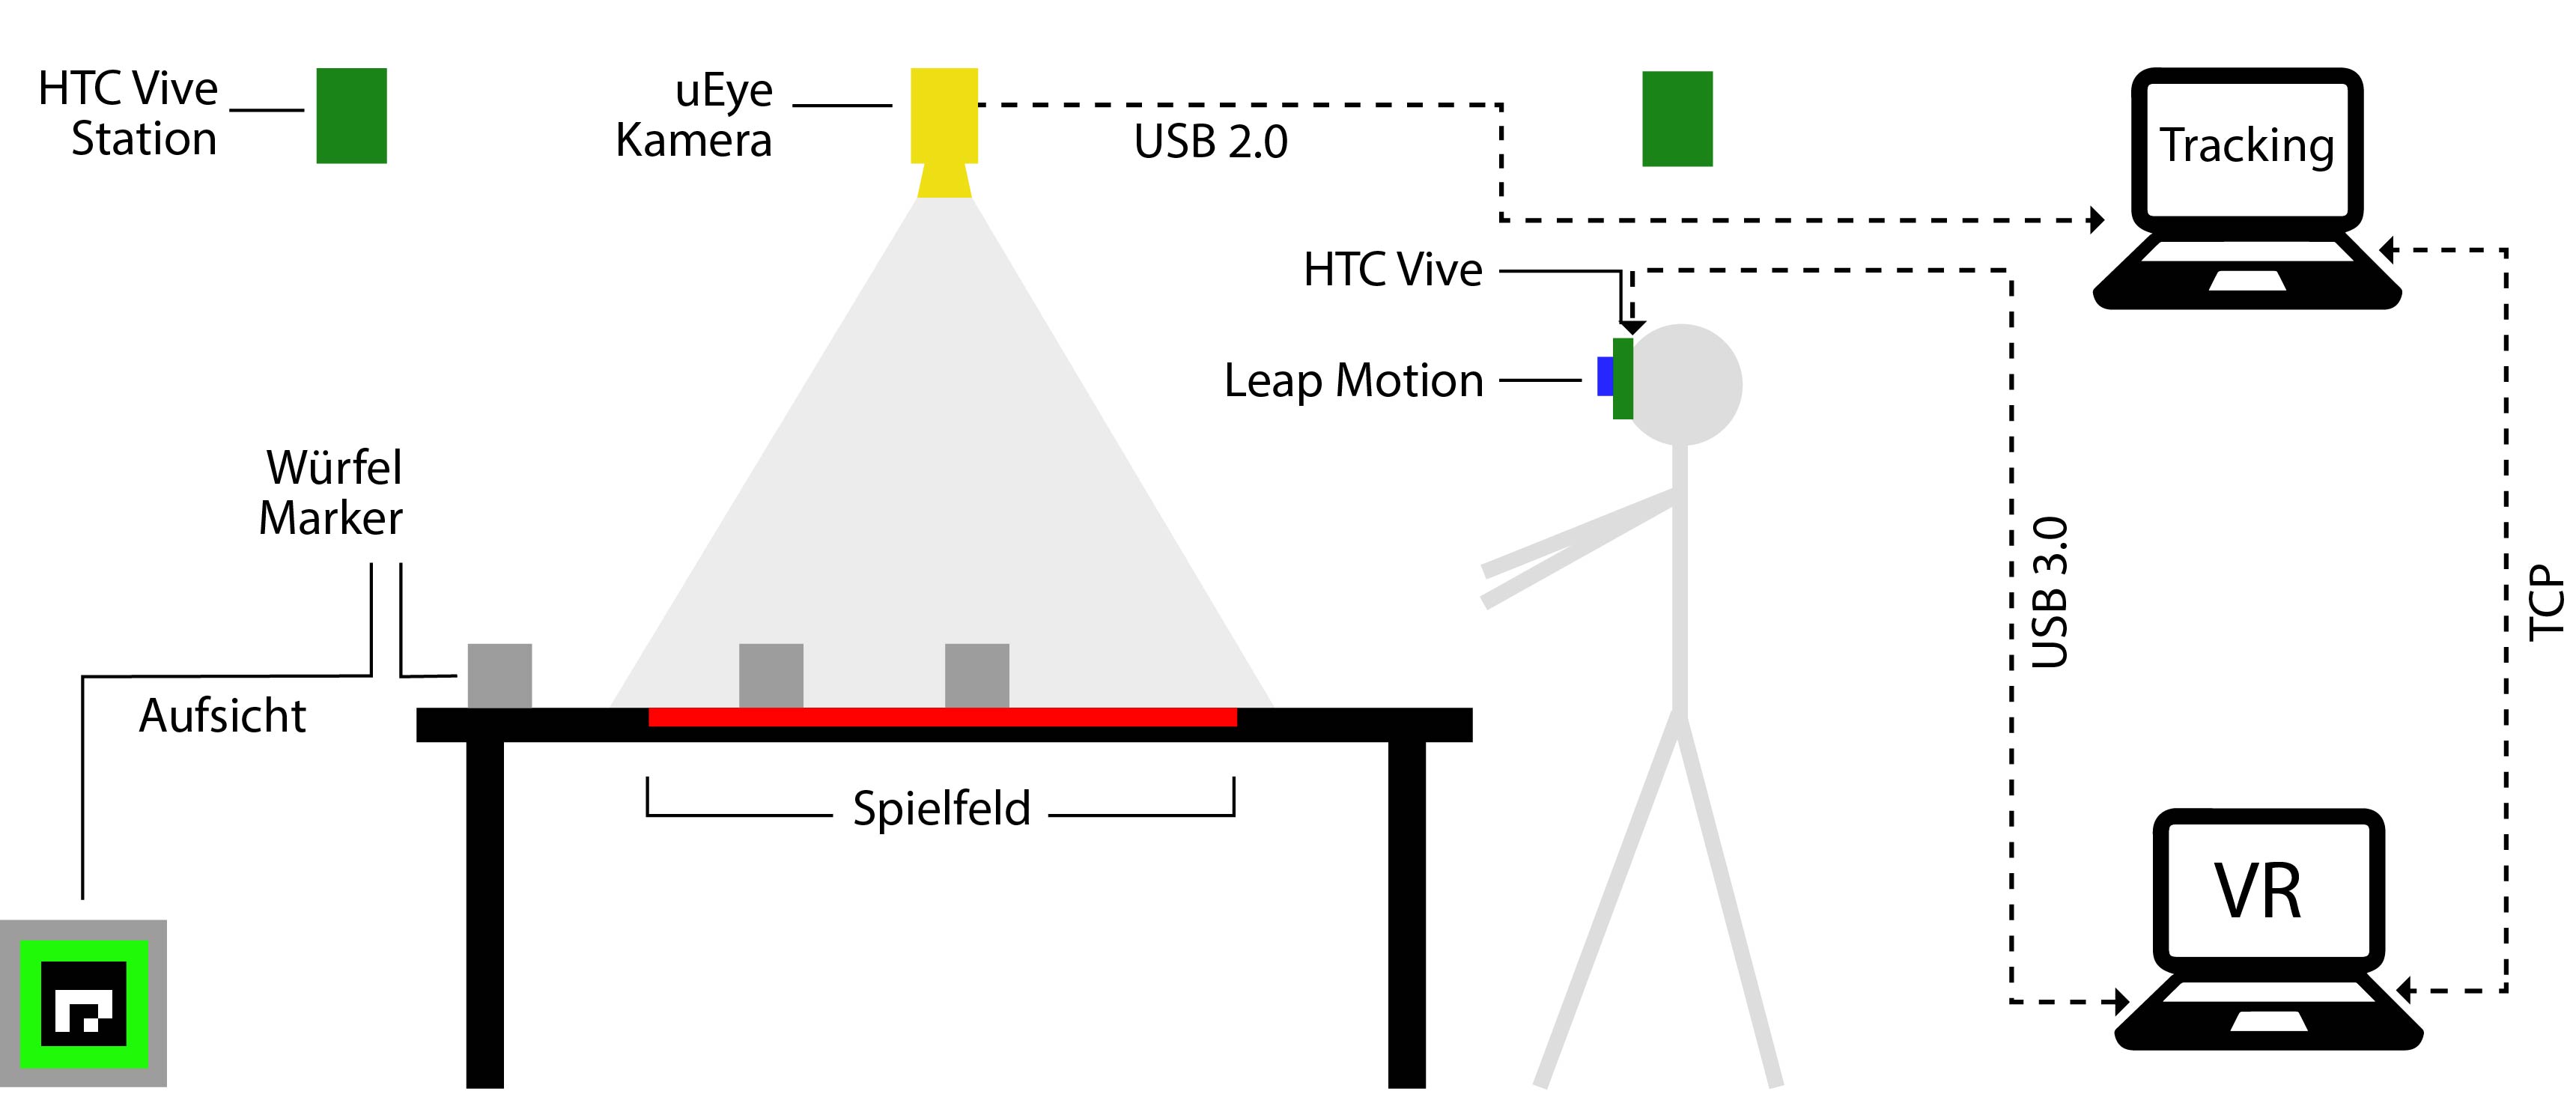 HTC Vive
Station
uEye
Kamera
USB 2.0
Tracking
HTC Vive
Leap Motion
Würfel
Marker
USB 3.0
TCP
Aufsicht
Spielfeld
VR